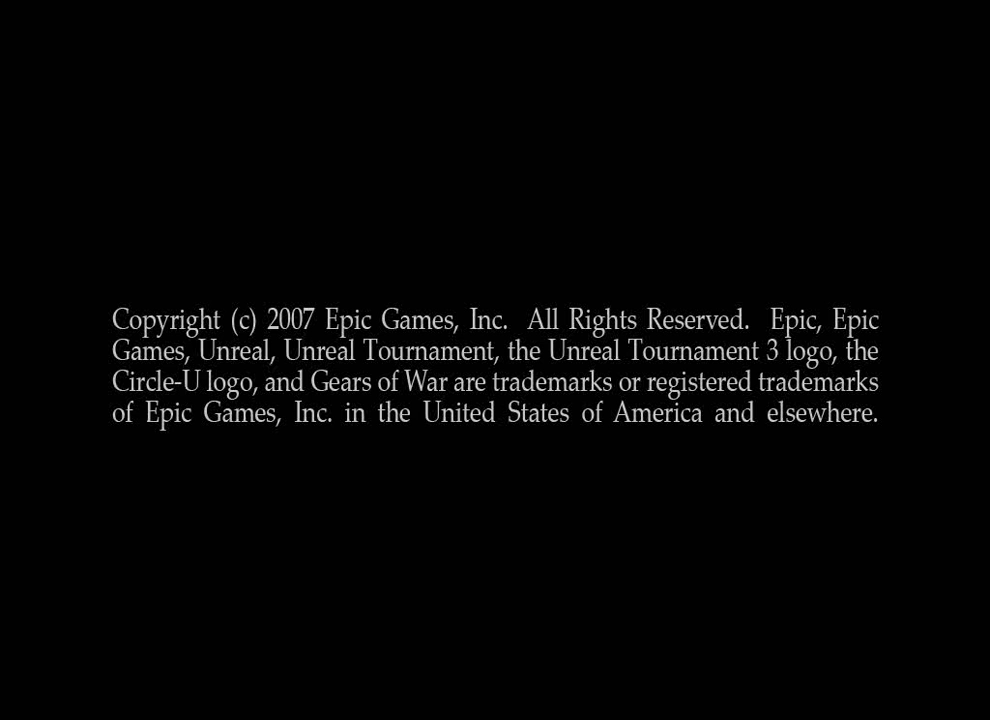 Copyright (c) 2007 Epic Games, Inc.  All Rights Reserved.  Epic, Epic
Games, Unreal, Unreal Tournament, the Unreal Tournament 3 logo, the
Circle-U logo, and Gears of War are trademarks or registered trademarks
of Epic Games, Inc. in the United States of America and elsewhere.